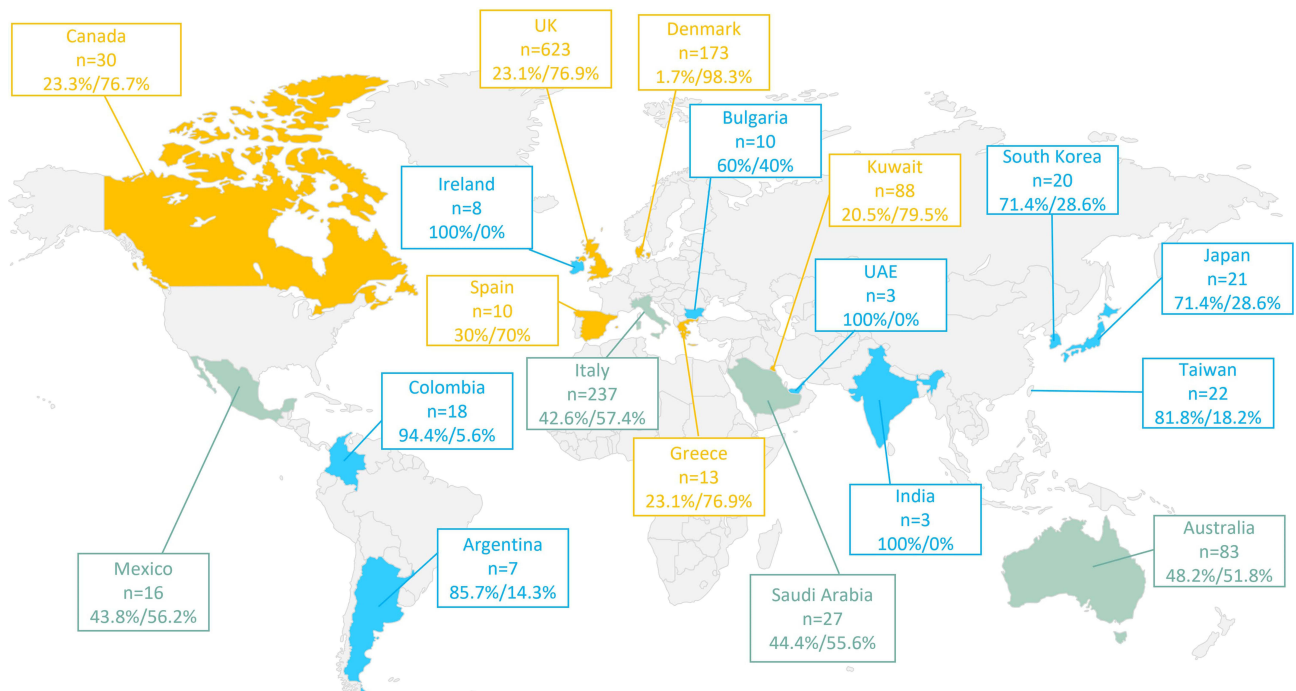 Canada
n=30
23.3%/76.7%
UK
n=623
23.1%/76.9%
Denmark
n=173
1.7%/98.3%
Bulgaria
n=10
60%/40%
Ireland
n=8
100%/0%
Kuwait
n=88
20.5%/79.5%
South Korea
n=20
71.4%/28.6%
Japan
n=21
71.4%/28.6%
Spain
n=10
30%/70%
UAE
n=3
100%/0%
Italy
n=237
42.6%/57.4%
Taiwan
n=22
81.8%/18.2%
Colombia
n=18
94.4%/5.6%
Greece
n=13
23.1%/76.9%
India
n=3
100%/0%
Australia
n=83
48.2%/51.8%
Argentina
n=7
85.7%/14.3%
Mexico
n=16
43.8%/56.2%
Saudi Arabia
n=27
44.4%/55.6%